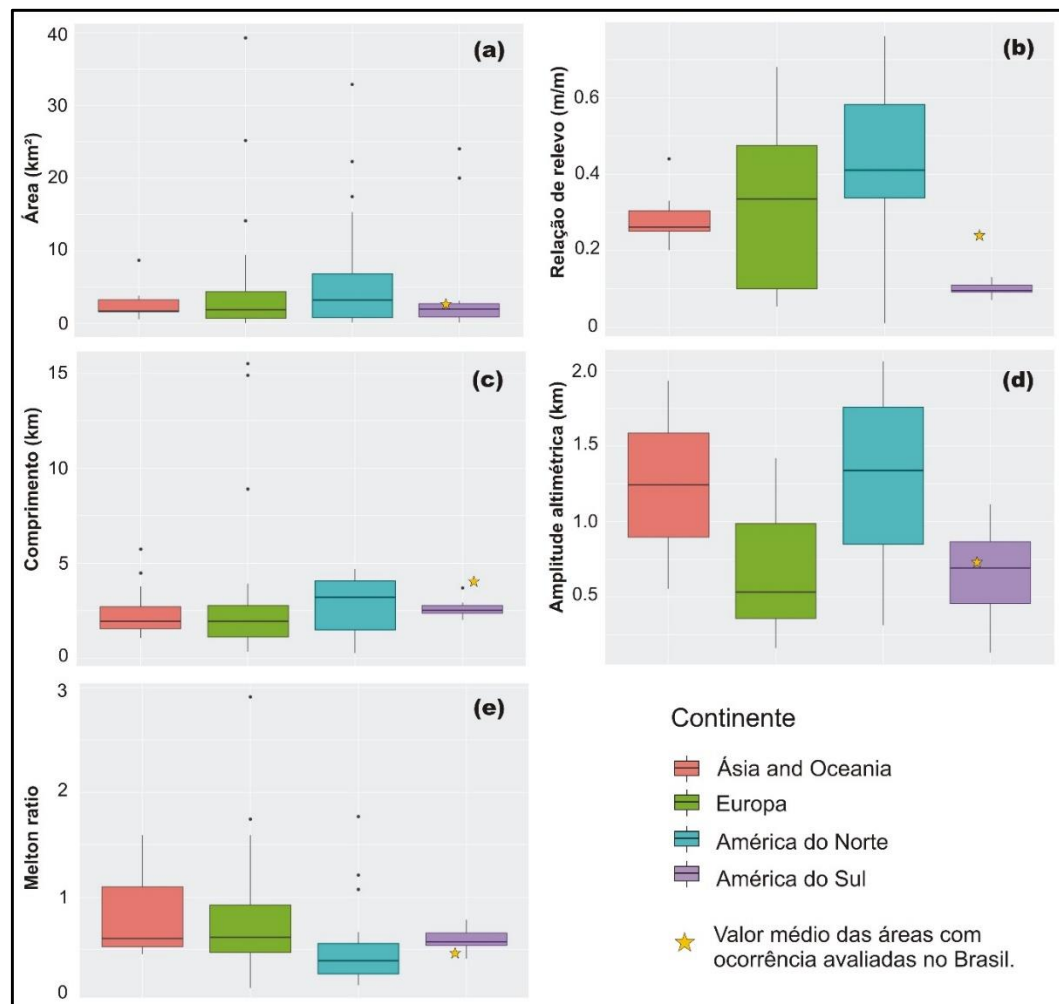 (a)
Área (km²)
40
30
20
10
0
(b)
Relação de relevo (m/m)
0.6
0.4
0.2
0
(c)
Comprimento (km)
15
10
5
0
(d)
Amplitude altimétrica (km)
2.0
1.5
1.0
0.5
(e)
Melton ratio
3
2
1
0
Continente
Ásia and Oceania
Europa
América do Norte
América do Sul
Valor médio das áreas com
ocorrência avaliadas no Brasil.